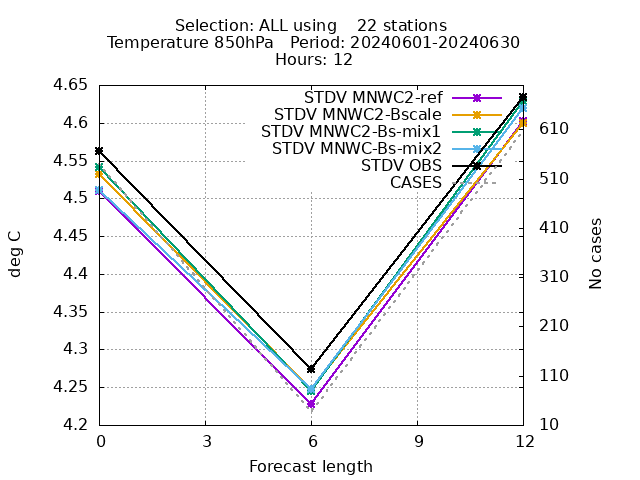 Selection: ALL using    22 stations
Temperature 850hPa   Period: 20240601-20240630
Hours: 12
STDV MNWC2-ref
STDV MNWC2-Bscale
STDV MNWC2-Bs-mix1
STDV MNWC-Bs-mix2
STDV OBS
CASES
4.65
4.6
4.55
4.5
4.45
4.4
4.35
4.3
4.25
4.2
deg C
610
510
410
310
210
110
10
No cases
0 3 6 9 12
Forecast length